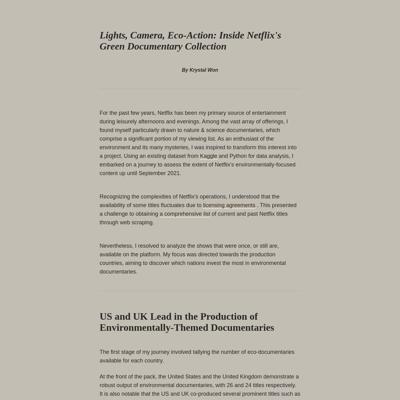 Lights, Camera, Eco-Action: Inside Netflix's
Green Documentary Collection
By Krystal Won
For the past few years, Netflix has been my primary source of entertainment
during leisurely afternoons and evenings. Among the vast array of offerings, I
found myself particularly drawn to nature & science documentaries, which
comprise a significant portion of my viewing list. As an enthusiast of the
environment and its many mysteries, I was inspired to transform this interest into
a project. Using an existing dataset from Kaggle and Python for data analysis, I
embarked on a journey to assess the extent of Netflix's environmentally-focused
content up until September 2021.
Recognizing the complexities of Netflix's operations, I understood that the
availability of some titles fluctuates due to licensing agreements . This presented
a challenge to obtaining a comprehensive list of current and past Netflix titles
through web scraping.
Nevertheless, I resolved to analyze the shows that were once, or still are,
available on the platform. My focus was directed towards the production
countries, aiming to discover which nations invest the most in environmental
documentaries.
US and UK Lead in the Production of
Environmentally-Themed Documentaries
The first stage of my journey involved tallying the number of eco-documentaries
available for each country.
At the front of the pack, the United States and the United Kingdom demonstrate a
robust output of environmental documentaries, with 26 and 24 titles respectively.
It is also notable that the US and UK co-produced several prominent titles such as